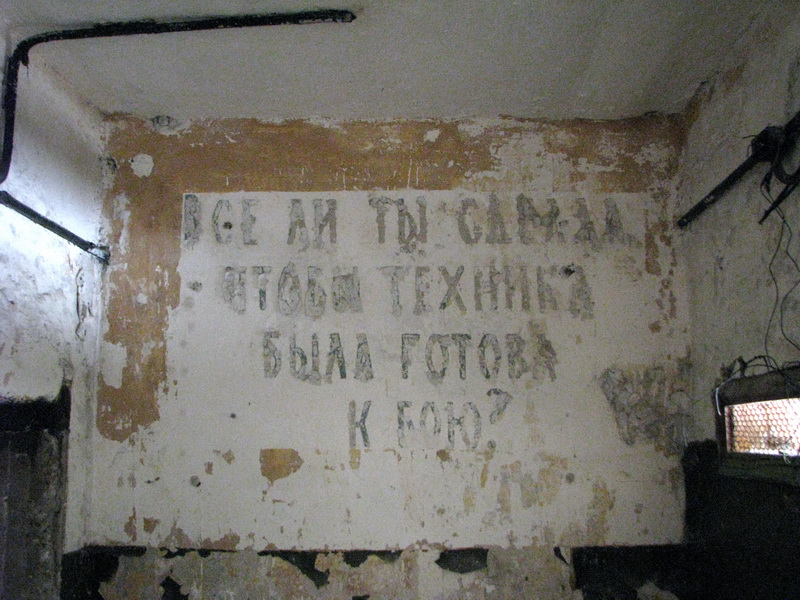 ВСЕ ЛИ ТЫ СДЕЛАЛ,
ЧТОБЫ ТЕХНИКА
БЫЛА ГОТОВА
К БОЮ?